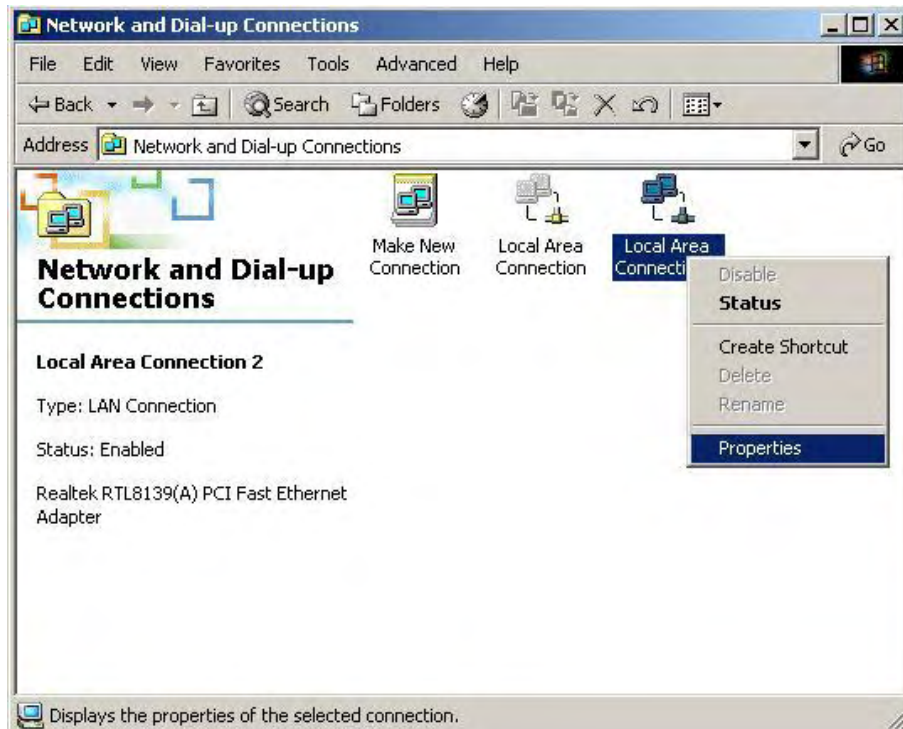 Network and Dial-up Connections
File Edit View Favorites Tools Advanced Help
Back Search Folders
Address Network and Dial-up Connections Go
Make New
Connection
Local Area
Connection
Local Area
Connecti
Network and Dial-up
Connections
Local Area Connection 2
Type: LAN Connection
Status: Enabled
Realtek RTL8139(A) PCI Fast Ethernet
Adapter
Disable
Status
Create Shortcut
Delete
Rename
Properties
Displays the properties of the selected connection.